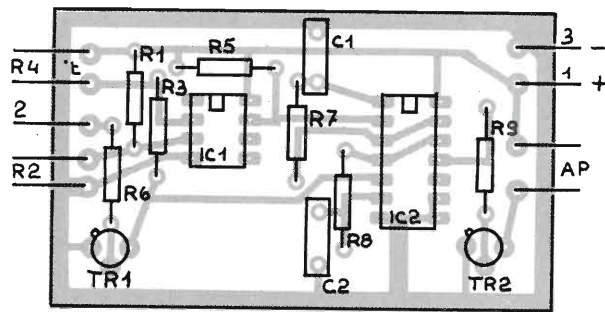 C1
3 -
R4
't
R1
R5
R3
1 +
2
R7
R9
IC1
R2
R6
AP
R8
IC2
TR1
C2
TR2